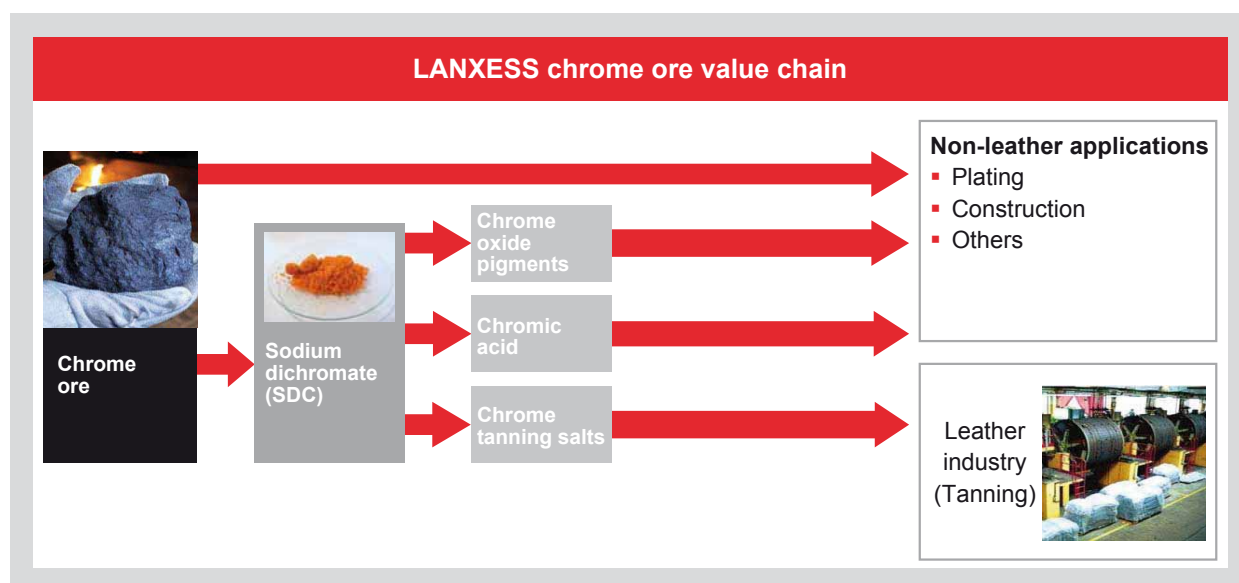 LANXESS chrome ore value chain
Chrome
ore
Sodium
dichromate
(SDC)
Chrome
oxide
pigments
Chromic
acid
Chrome
tanning salts
Non-leather applications
▪ Plating
▪ Construction
▪ Others
Leather
industry
(Tanning)